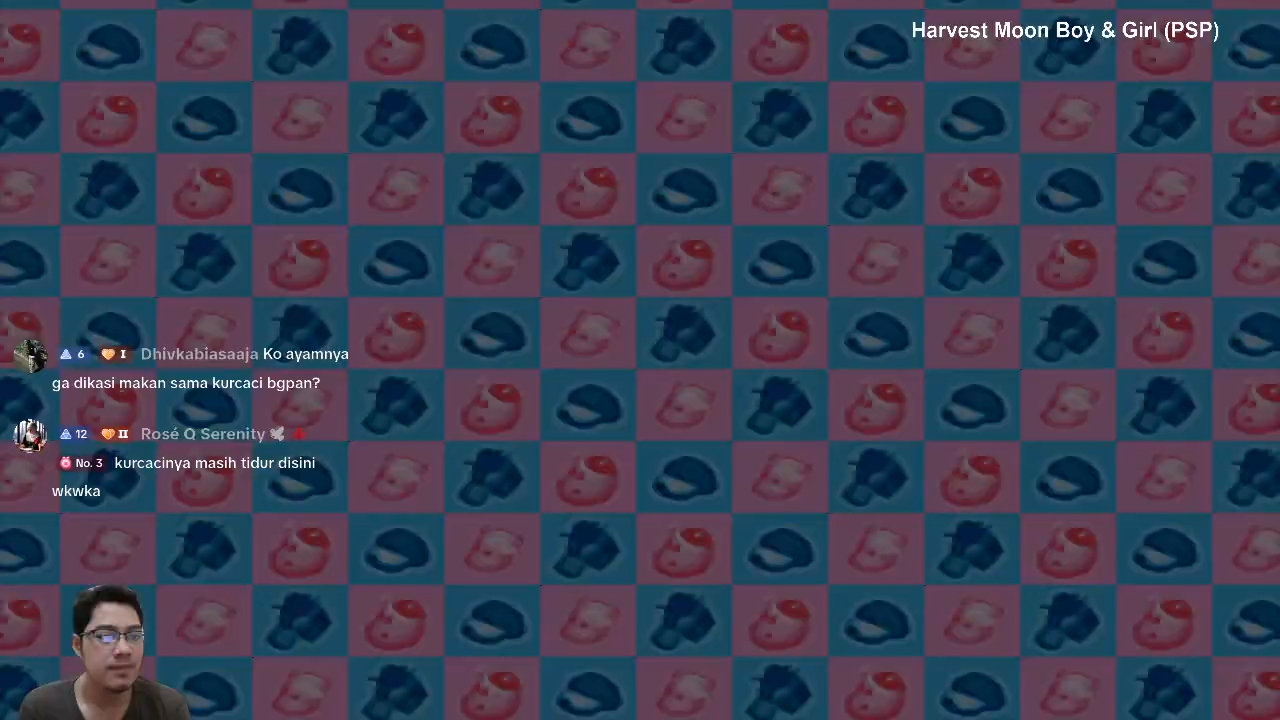 Harvest Moon Boy & Girl (PSP)
6 I Dhivkabiasaaja Ko ayamnya
ga dikasi makan sama kurcaci bgpan?
12 II Rosé Q Serenity
No. 3 kurcacinya masih tidur disini
wkwka